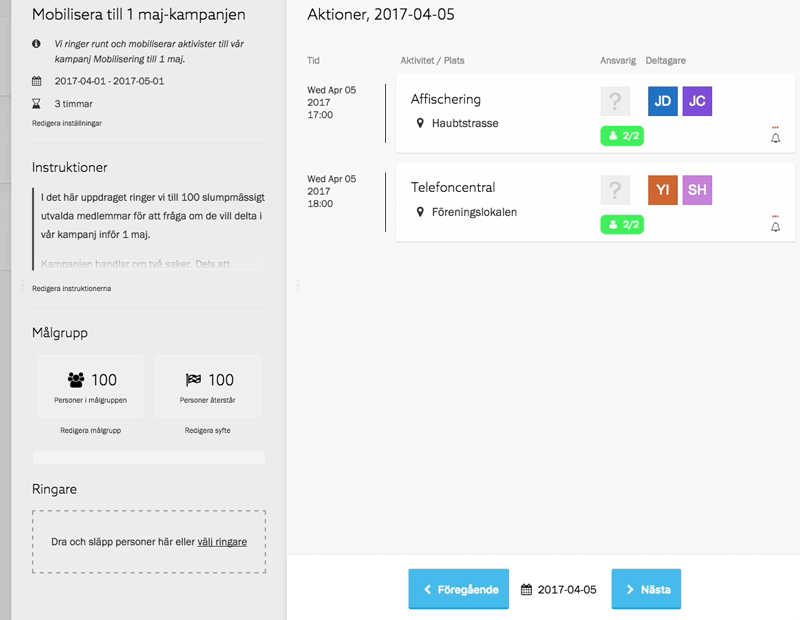 Mobilisera till 1 maj-kampanjen
Vi ringer runt och mobiliserar aktivister till vår
kampanj Mobilisering till 1 maj.
2017-04-01 - 2017-05-01
3 timmar
Redigera inställningar
Instruktioner
I det här uppdraget ringer vi till 100 slumpmässigt
utvalda medlemmar för att fråga om de vill delta i
vår kampanj inför 1 maj.
Kampanjen handlar om två saker. Dels att
Redigera instruktionerna
Målgrupp
100
Personer i målgruppen
Redigera målgrupp
100
Personer återstår
Redigera syfte
Ringare
Dra och släpp personer här eller välj ringare
Aktioner, 2017-04-05
Tid Aktivitet / Plats Ansvarig Deltagare
Wed Apr 05
2017
17:00
Affischering
Haubtstrasse
?
JD JC
2/2
Wed Apr 05
2017
18:00
Telefoncentral
Föreningslokalen
?
YI SH
2/2
Föregående 2017-04-05 Nästa